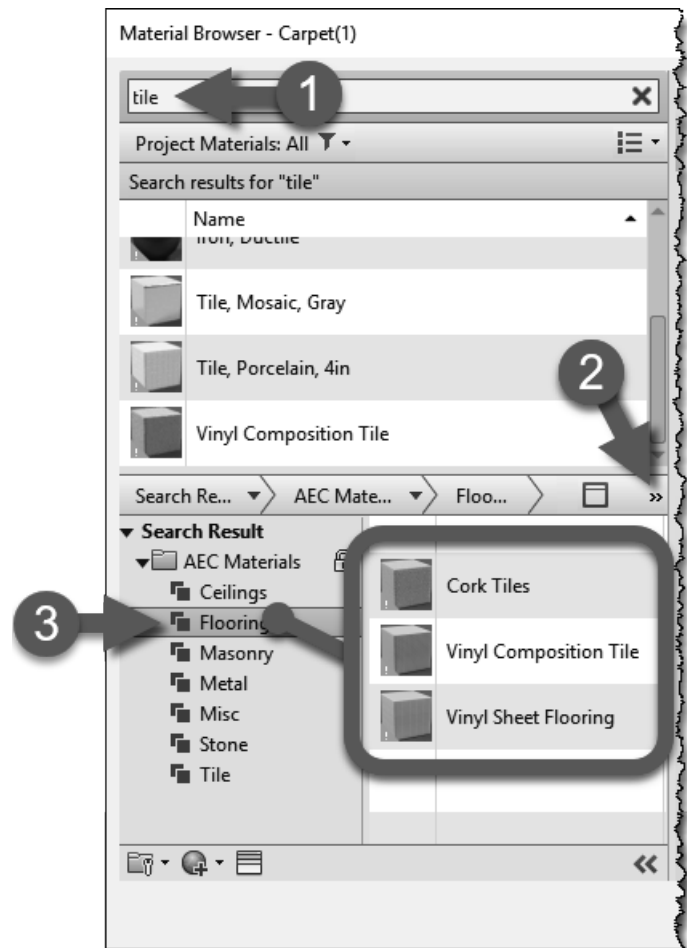 Material Browser - Carpet(1)
tile
1
Project Materials: All
Search results for "tile"
Name
Iron, Ductile
Tile, Mosaic, Gray
Tile, Porcelain, 4in
2
Vinyl Composition Tile
Search Re... AEC Mate... Floo... »
Search Result
AEC Materials
Ceilings
3
Flooring
Masonry
Metal
Misc
Stone
Tile
Cork Tiles
Vinyl Composition Tile
Vinyl Sheet Flooring